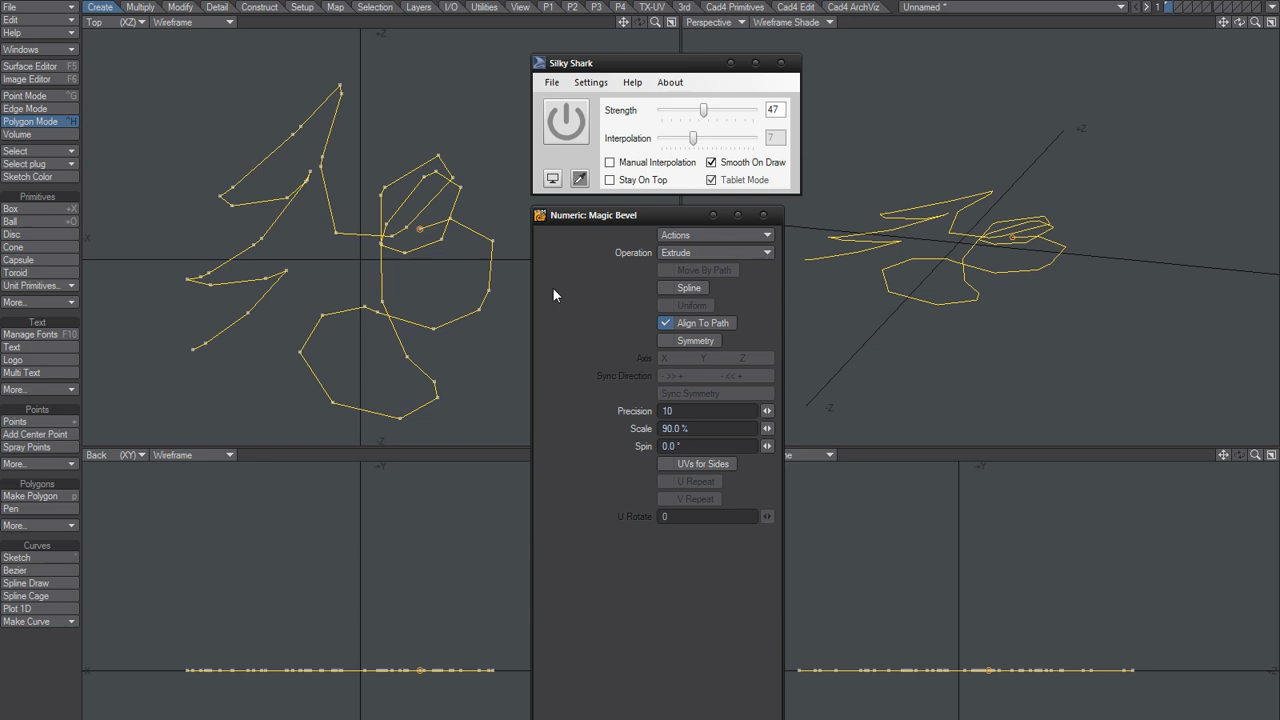 File Create Multiply Modify Detail Construct Setup Map Selection Layers I/O Utilities View P1 P2 P3 P4 TX-UV 3rd Cad4 Primitives Cad4 Edit Cad4 ArchViz Unnamed * 1
Edit Top (XZ) Wireframe Perspective Wireframe Shade
Help
Windows
Surface Editor F5
Image Editor F6
Point Mode ^G
Edge Mode
Polygon Mode ^H
Volume
Select
Select plug
Sketch Color
Primitives
Box +X
Ball +O
Disc
Cone
Capsule
Toroid
Unit Primitives..
More...
Text
Manage Fonts F10
Text
Logo
Multi Text
More...
Points
Points +
Add Center Point
Spray Points
More...
Polygons
Make Polygon p
Pen
More...
Curves
Sketch `
Bezier
Spline Draw
Spline Cage
Plot 1D
Make Curve
+Z
X
-Z
Silky Shark
File Settings Help About
Strength 47
Interpolation 7
Manual Interpolation Smooth On Draw
Stay On Top Tablet Mode
Numeric: Magic Bevel
Actions
Operation Extrude
Move By Path
Spline
Uniform
Align To Path
Symmetry
Axis X Y Z
Sync Direction - >> + - << +
Sync Symmetry
Precision 10
Scale 90.0 %
Spin 0.0 °
UVs for Sides
U Repeat
V Repeat
U Rotate 0
+Z
-Z
Back (XY) Wireframe
+Y
X
me
+Y
+Z